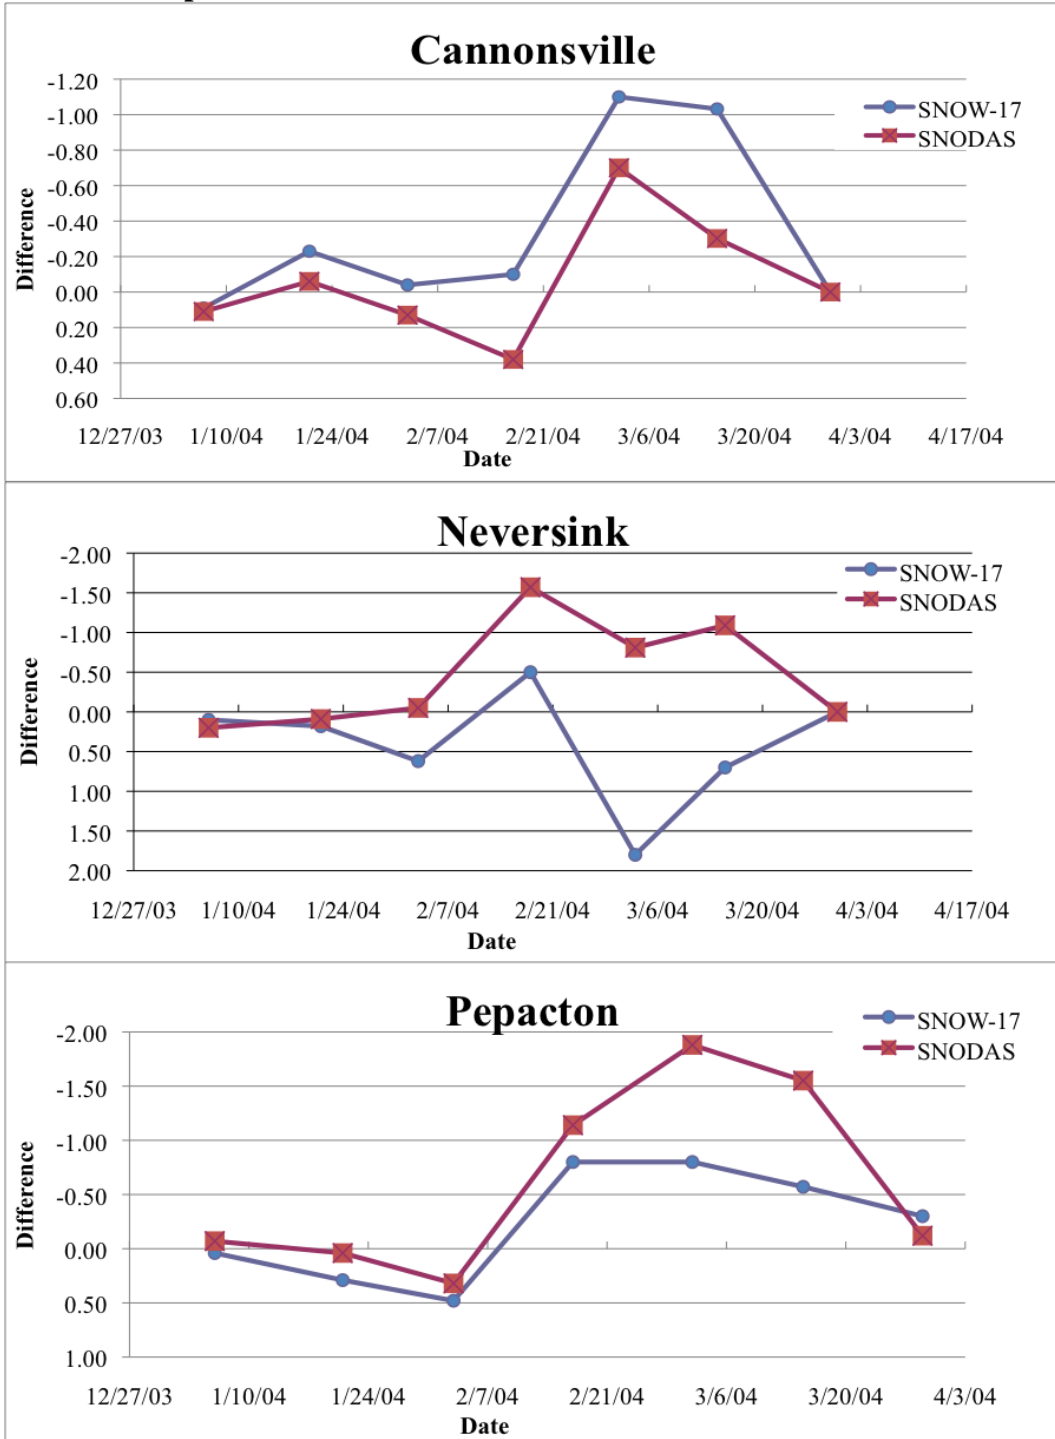 Cannonsville
-1.20
-1.00
-0.80
-0.60
-0.40
-0.20
0.00
0.20
0.40
0.60
Difference
SNOW-17
SNODAS
12/27/03 1/10/04 1/24/04 2/7/04 2/21/04 3/6/04 3/20/04 4/3/04 4/17/04
Date
Neversink
-2.00
-1.50
-1.00
-0.50
0.00
0.50
1.00
1.50
2.00
Difference
SNOW-17
SNODAS
12/27/03 1/10/04 1/24/04 2/7/04 2/21/04 3/6/04 3/20/04 4/3/04 4/17/04
Date
Pepacton
-2.00
-1.50
-1.00
-0.50
0.00
0.50
1.00
Difference
SNOW-17
SNODAS
12/27/03 1/10/04 1/24/04 2/7/04 2/21/04 3/6/04 3/20/04 4/3/04
Date